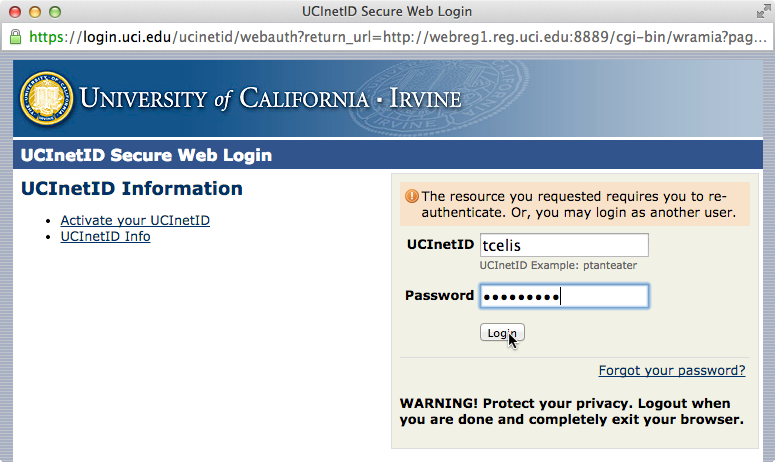 UCInetID Secure Web Login
https://login.uci.edu/ucinetid/webauth?return_url=http://webreg1.reg.uci.edu:8889/cgi-bin/wramia?pag...
UNIVERSITY of CALIFORNIA · IRVINE
UCInetID Secure Web Login
UCInetID Information
• Activate your UCInetID
• UCInetID Info
The resource you requested requires you to re-
authenticate. Or, you may login as another user.
UCInetID tcelis
UCInetID Example: ptanteater
Password •••••••••
Login
Forgot your password?
WARNING! Protect your privacy. Logout when
you are done and completely exit your browser.